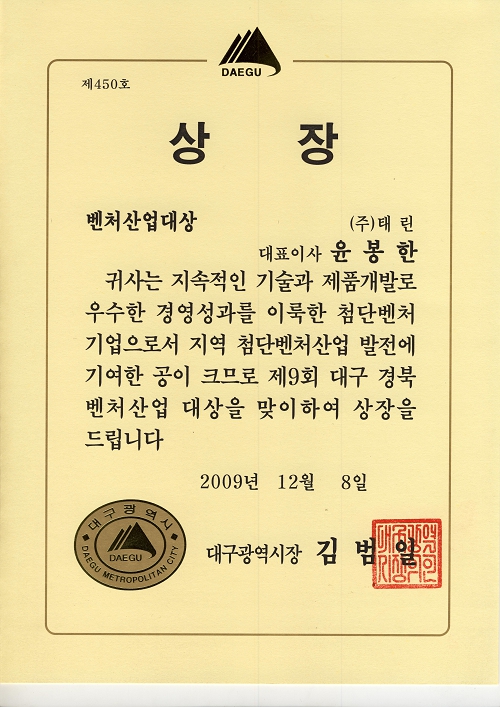 DAEGU
제450호
상 장
벤처산업대상
(주)태 린
대표이사 윤 봉 한
귀사는 지속적인 기술과 제품개발로
우수한 경영성과를 이룩한 첨단벤처
기업으로서 지역 첨단벤처산업 발전에
기여한 공이 크므로 제9회 대구 경북
벤처산업 대상을 맞이하여 상장을
드립니다
2009년 12월 8일
대구광역시
DAEGU
DAEGU METROPOLITAN CITY
대구광역시장 김 범 일